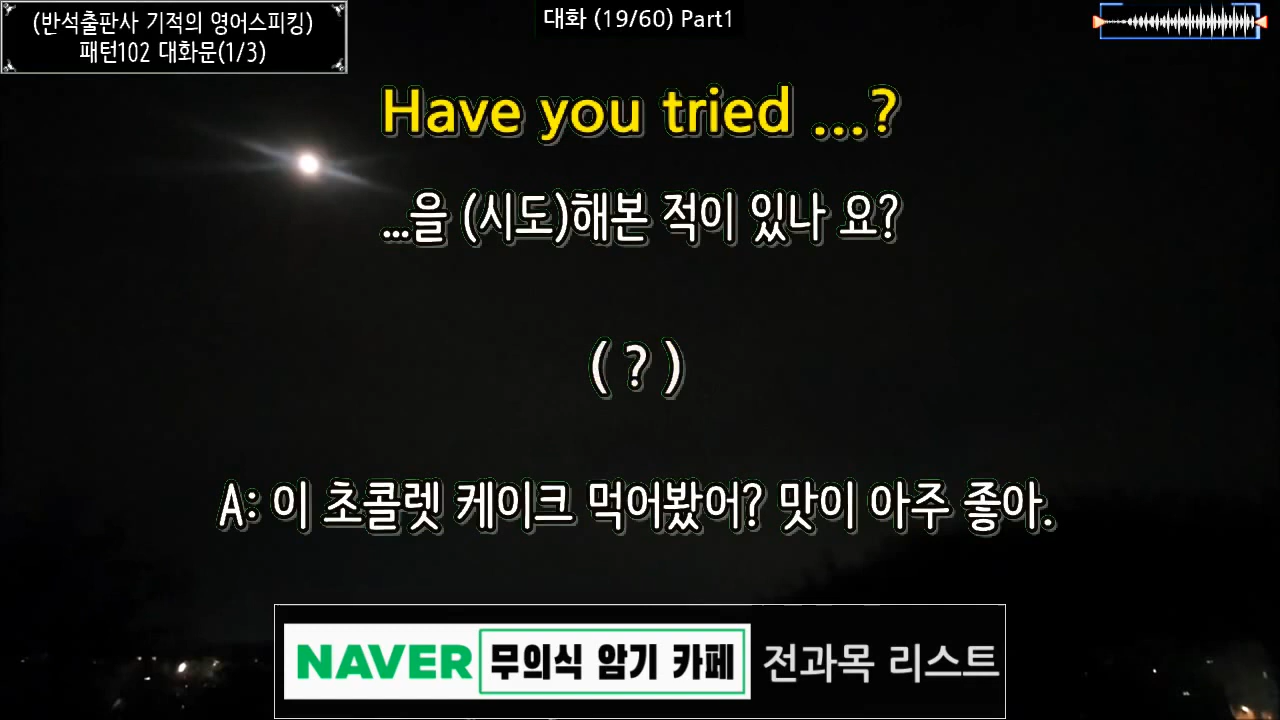 (반석출판사 기적의 영어스피킹)
패턴102 대화문(1/3)
대화 (19/60) Part1
Have you tried ...?
...을 (시도)해본 적이 있나 요?
( ? )
A: 이 초콜렛 케이크 먹어봤어? 맛이 아주 좋아.
NAVER 무의식 암기 카페 전과목 리스트